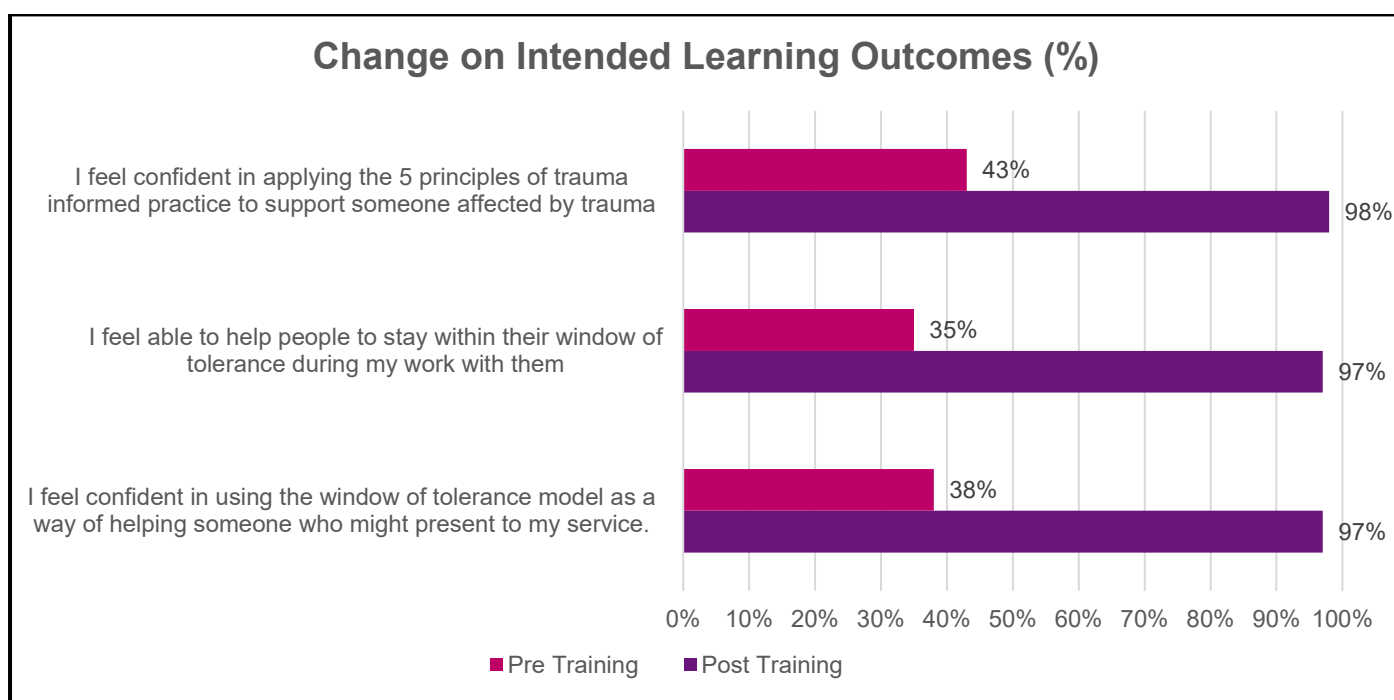 Change on Intended Learning Outcomes (%)
I feel confident in applying the 5 principles of trauma
informed practice to support someone affected by trauma
43%
98%
I feel able to help people to stay within their window of
tolerance during my work with them
35%
97%
I feel confident in using the window of tolerance model as a
way of helping someone who might present to my service.
38%
97%
0% 10% 20% 30% 40% 50% 60% 70% 80% 90% 100%
Pre Training Post Training